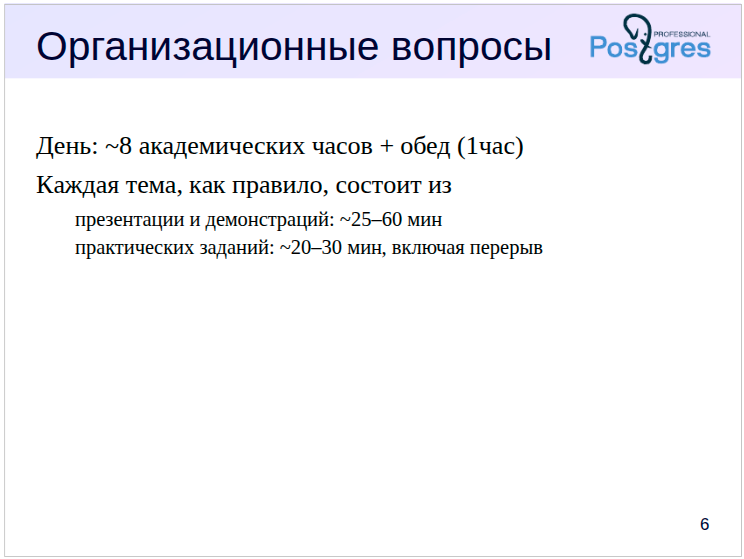 Организационные вопросы
PROFESSIONAL
Postgres
День: ~8 академических часов + обед (1час)
Каждая тема, как правило, состоит из
презентации и демонстраций: ~25–60 мин
практических заданий: ~20–30 мин, включая перерыв
6